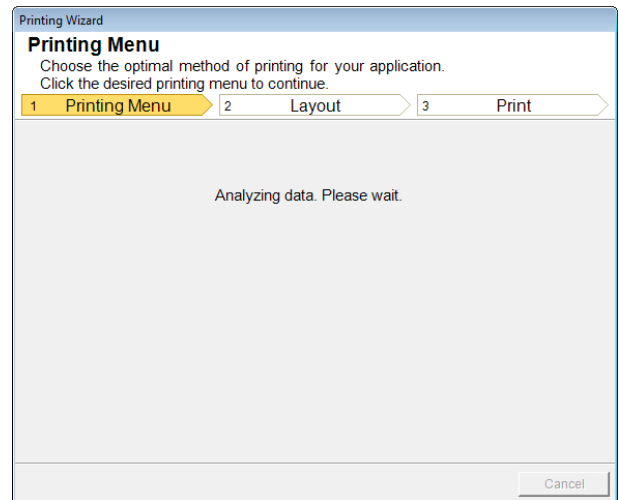 Printing Wizard
Printing Menu
Choose the optimal method of printing for your application.
Click the desired printing menu to continue.
1 Printing Menu 2 Layout 3 Print
Analyzing data. Please wait.
Cancel